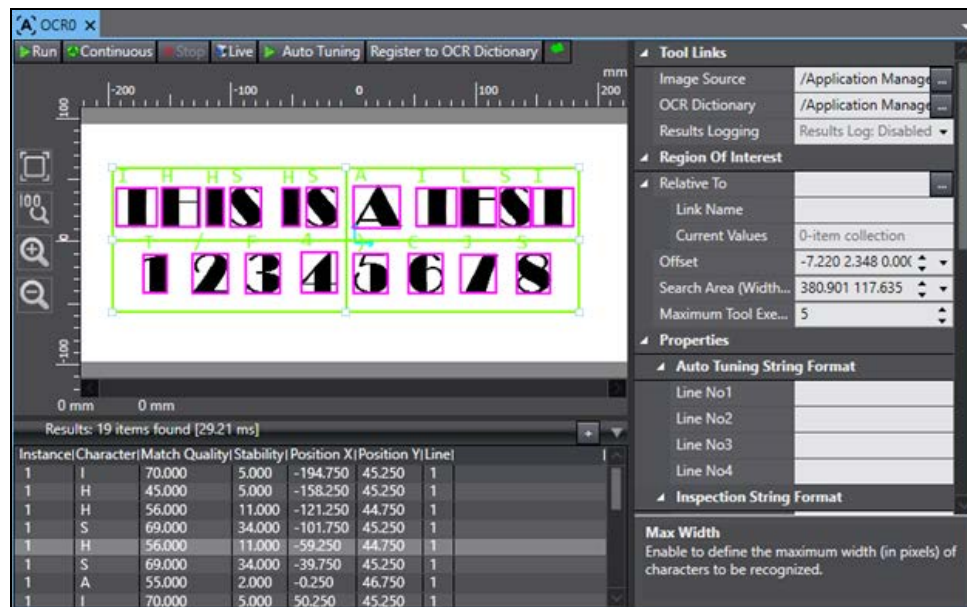 OCR0 X
Run Continuous Stop Live Auto Tuning Register to OCR Dictionary
mm
-200 -100 0 100 200
100
0
-100
100
I H H S H S A I L S I
THIS IS A TEST
T / F 4 ) C J S
12345678
0 mm 0 mm
Results: 19 items found [29.21 ms]
Instance Character Match Quality Stability Position X Position Y Line
1 I 70.000 5.000 -194.750 45.250 1
1 H 45.000 5.000 -158.250 45.250 1
1 H 56.000 11.000 -121.250 44.750 1
1 S 69.000 34.000 -101.750 45.250 1
1 H 56.000 11.000 -59.250 44.750 1
1 S 69.000 34.000 -39.750 45.250 1
1 A 55.000 2.000 -0.250 46.750 1
1 I 70.000 5.000 50.250 45.250 1
Tool Links
Image Source /Application Manage ...
OCR Dictionary /Application Manage ...
Results Logging Results Log: Disabled
Region Of Interest
Relative To ...
Link Name
Current Values 0-item collection
Offset -7.220 2.348 0.00(
Search Area (Width... 380.901 117.635
Maximum Tool Exe... 5
Properties
Auto Tuning String Format
Line No1
Line No2
Line No3
Line No4
Inspection String Format
Max Width
Enable to define the maximum width (in pixels) of
characters to be recognized.